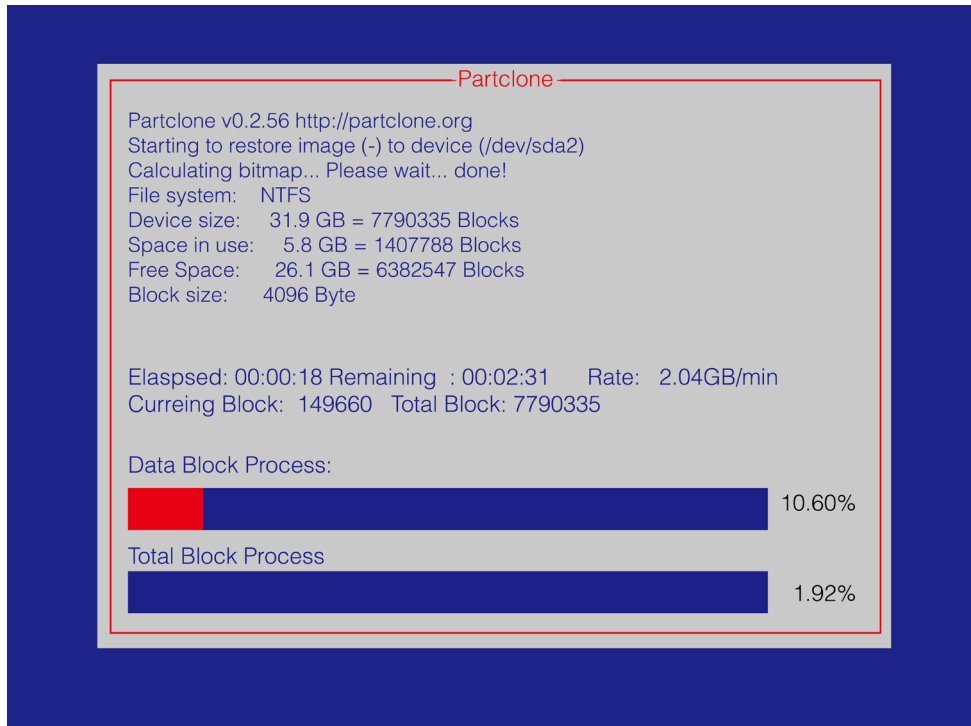 Partclone
Partclone v0.2.56 http://partclone.org
Starting to restore image (-) to device (/dev/sda2)
Calculating bitmap... Please wait... done!
File system: NTFS
Device size: 31.9 GB = 7790335 Blocks
Space in use: 5.8 GB = 1407788 Blocks
Free Space: 26.1 GB = 6382547 Blocks
Block size: 4096 Byte
Elaspsed: 00:00:18 Remaining : 00:02:31 Rate: 2.04GB/min
Curreing Block: 149660 Total Block: 7790335
Data Block Process:
10.60%
Total Block Process
1.92%